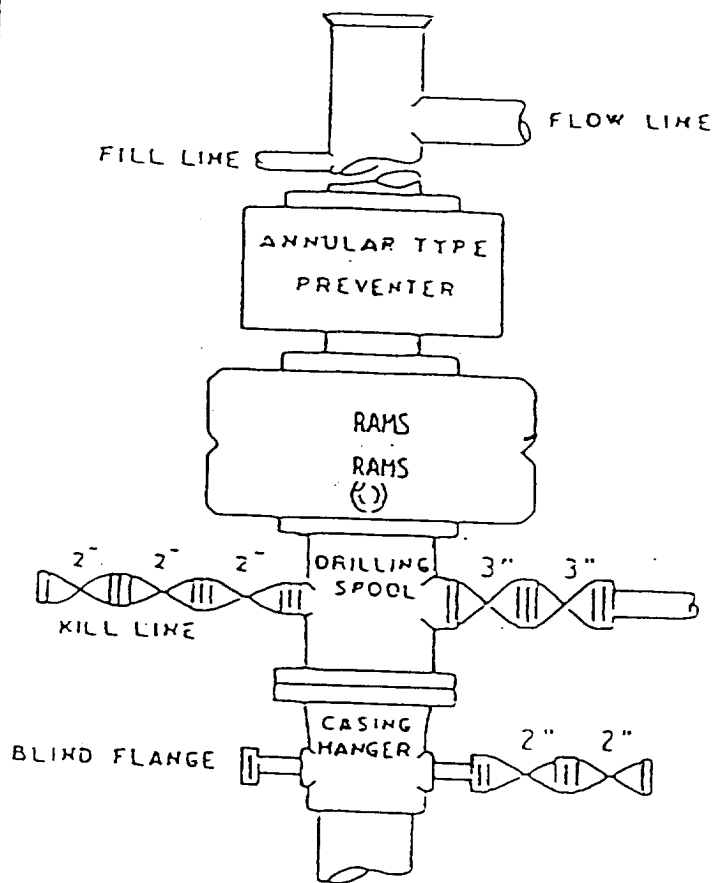 FLOW LINE
FILL LINE
ANNULAR TYPE
PREVENTER
RAMS
RAMS
2" 2" 2"
DRILLING
SPOOL
3" 3"
KILL LINE
CASING
HANGER
2" 2"
BLIND FLANGE